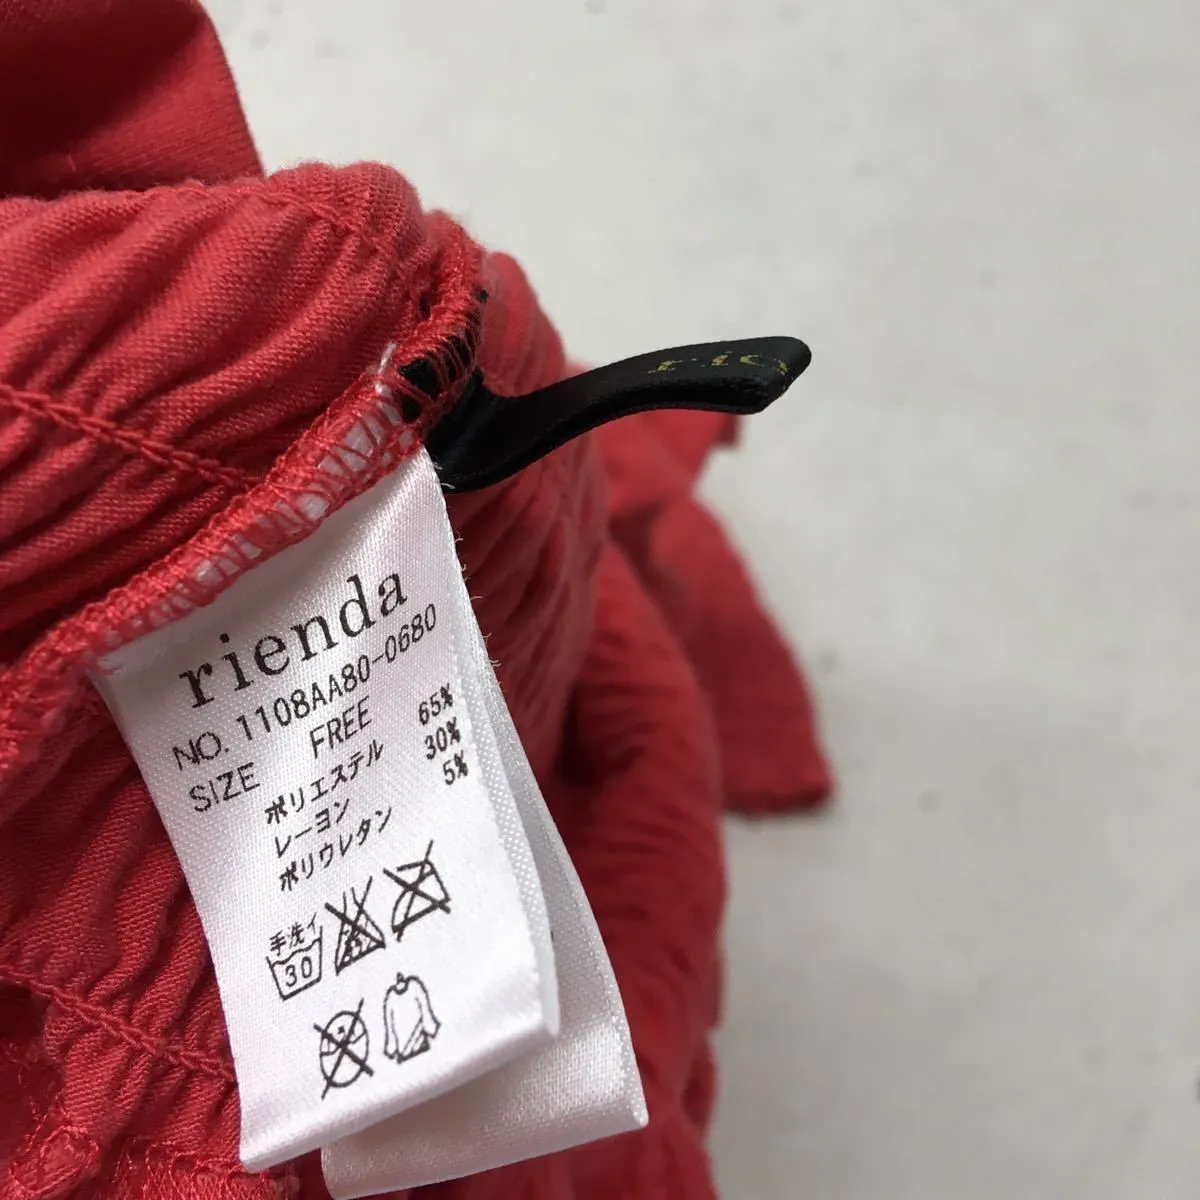 rio
rienda
NO. 1108AA80-0680
SIZE FREE
ポリエステル 65%
レーヨン 30%
ポリウレタン 5%
手洗イ
30